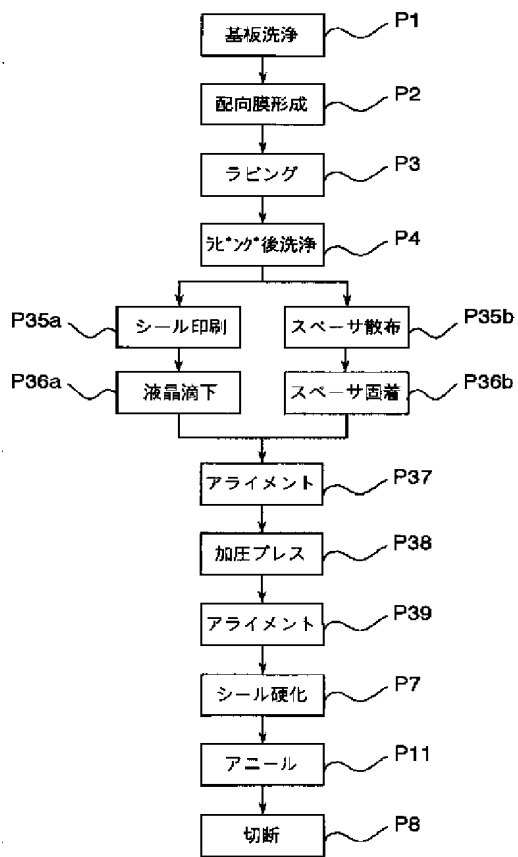 基板洗浄 P1
配向膜形成 P2
ラビング P3
ﾗﾋﾞﾝｸﾞ後洗浄 P4
P35a シール印刷 スペーサ散布 P35b
P36a 液晶滴下 スペーサ固着 P36b
アライメント P37
加圧プレス P38
アライメント P39
シール硬化 P7
アニール P11
切断 P8